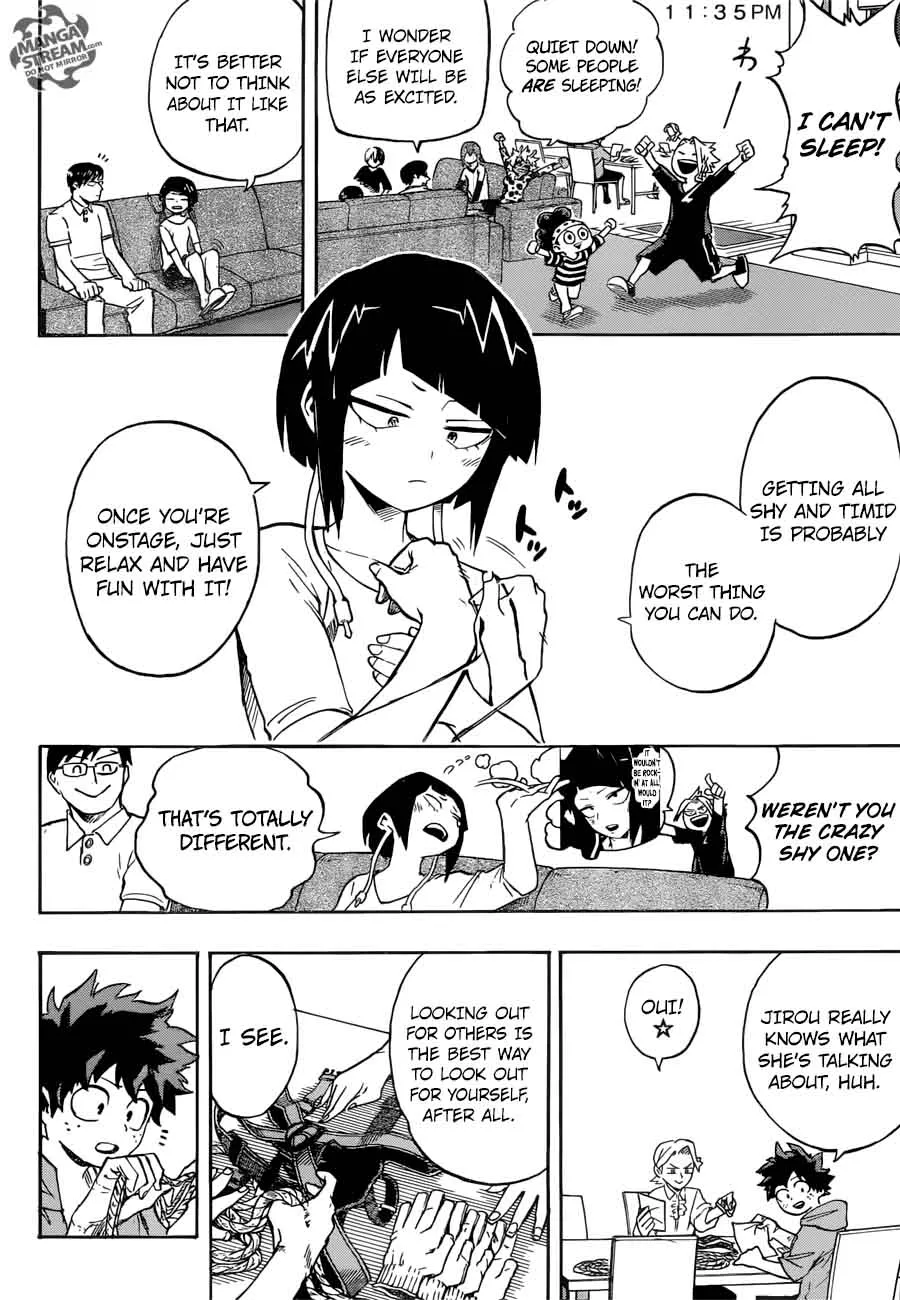 11:35PM
I CAN'T
SLEEP!
わ
QUIET DOWN!
SOME PEOPLE
ARE SLEEPING!
I WONDER
IF EVERYONE
ELSE WILL BE
AS EXCITED.
IT'S BETTER
NOT TO THINK
ABOUT IT LIKE
THAT.
MANGA
STREAM.com
DO NOT MIRROR
GETTING ALL
SHY AND TIMID
IS PROBABLY
THE
WORST THING
YOU CAN DO.
ドッ
ドッ
ONCE YOU'RE
ONSTAGE, JUST
RELAX AND HAVE
FUN WITH IT!
WEREN'T YOU
THE CRAZY
SHY ONE?
IT
WOULDN'T
BE ROCK-
N' AT ALL
WOULD
IT?
THAT'S TOTALLY
DIFFERENT.
JIROU REALLY
KNOWS WHAT
SHE'S TALKING
ABOUT, HUH.
OUI!
☆
LOOKING OUT
FOR OTHERS IS
THE BEST WAY
TO LOOK OUT
FOR YOURSELF,
AFTER ALL.
I SEE.